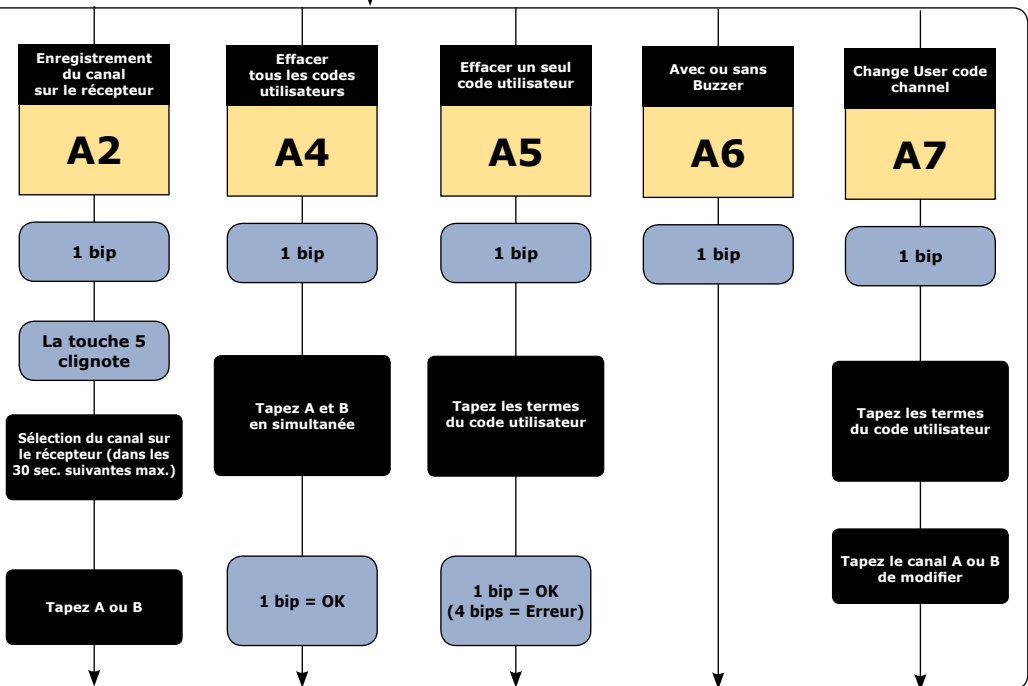 Enregistrement
du canal
sur le récepteur
A2
1 bip
La touche 5
clignote
Sélection du canal sur
le récepteur (dans les
30 sec. suivantes max.)
Tapez A ou B
Effacer
tous les codes
utilisateurs
A4
1 bip
Tapez A et B
en simultanée
1 bip = OK
Effacer un seul
code utilisateur
A5
1 bip
Tapez les termes
du code utilisateur
1 bip = OK
(4 bips = Erreur)
Avec ou sans
Buzzer
A6
1 bip
Change User code
channel
A7
1 bip
Tapez les termes
du code utilisateur
Tapez le canal A ou B
de modifier